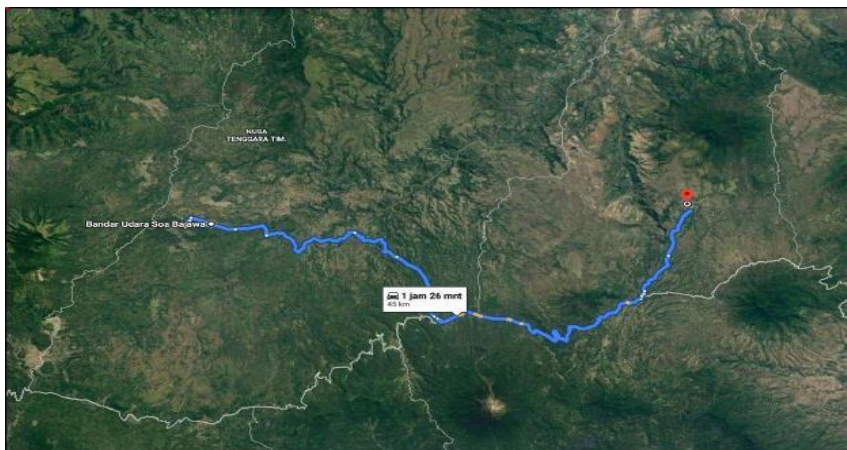 NUSA
TENGGARA TIM.
Bandar Udara Soa Bajawa
1 jam 26 mnt
45 km